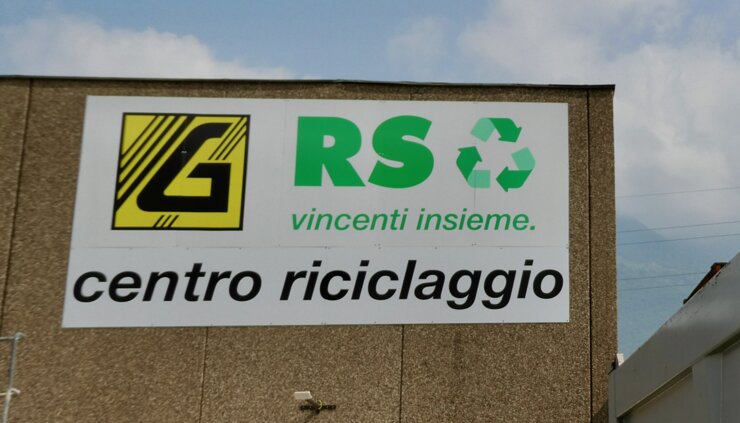 G RS
vincenti insieme.
centro riciclaggio